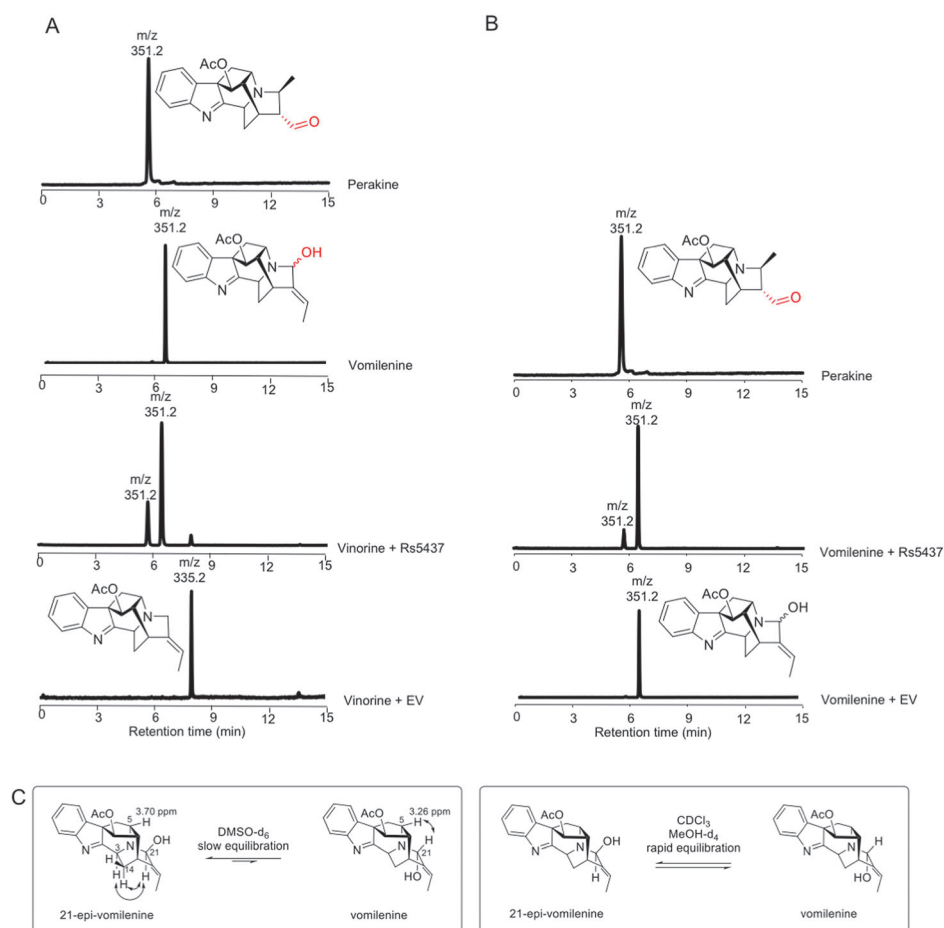 A
m/z
351.2
AcO
N
N
O
0 3 6 9 12 15
Perakine
m/z
351.2
AcO
OH
N
N
0 3 6 9 12 15
Vomilenine
m/z
351.2
m/z
351.2
0 3 6 9 12 15
Vinorine + Rs5437
m/z
335.2
AcO
N
N
0 3 6 9 12 15
Vinorine + EV
Retention time (min)
B
m/z
351.2
AcO
N
N
O
0 3 6 9 12 15
Perakine
m/z
351.2
m/z
351.2
0 3 6 9 12 15
Vomilenine + Rs5437
m/z
351.2
AcO
OH
N
N
0 3 6 9 12 15
Vomilenine + EV
Retention time (min)
C
3.70 ppm
AcO
5
H
OH
N
21
3
H
N
H
14
H
H
21-epi-vomilenine
DMSO-d6
slow equilibration
3.26 ppm
AcO
5
H
H
N
21
N
HO
vomilenine
AcO
OH
N
N
H
21-epi-vomilenine
CDCl3
MeOH-d4
rapid equilibration
AcO
H
N
N
HO
vomilenine